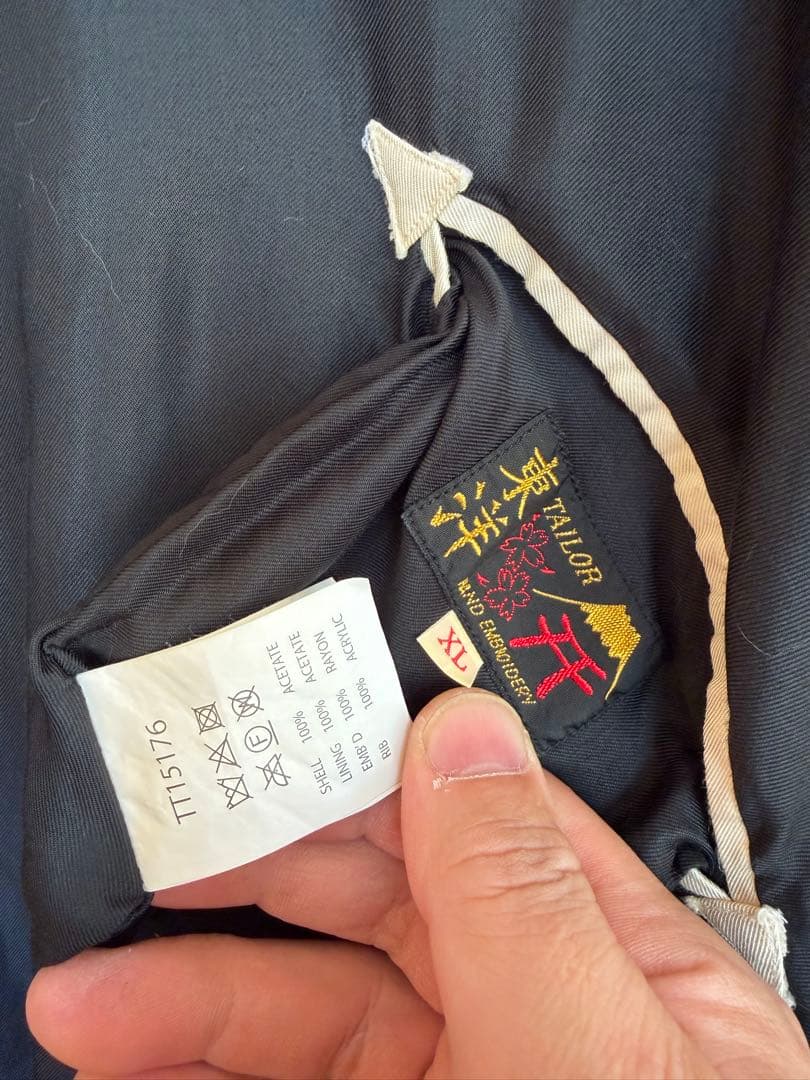 東洋
TAILOR
HAND EMBROIDERY
XL
TT15176
F
SHELL 100% ACETATE
LINING 100% ACETATE
EMB'D 100% RAYON
RIB 100% ACRYLIC